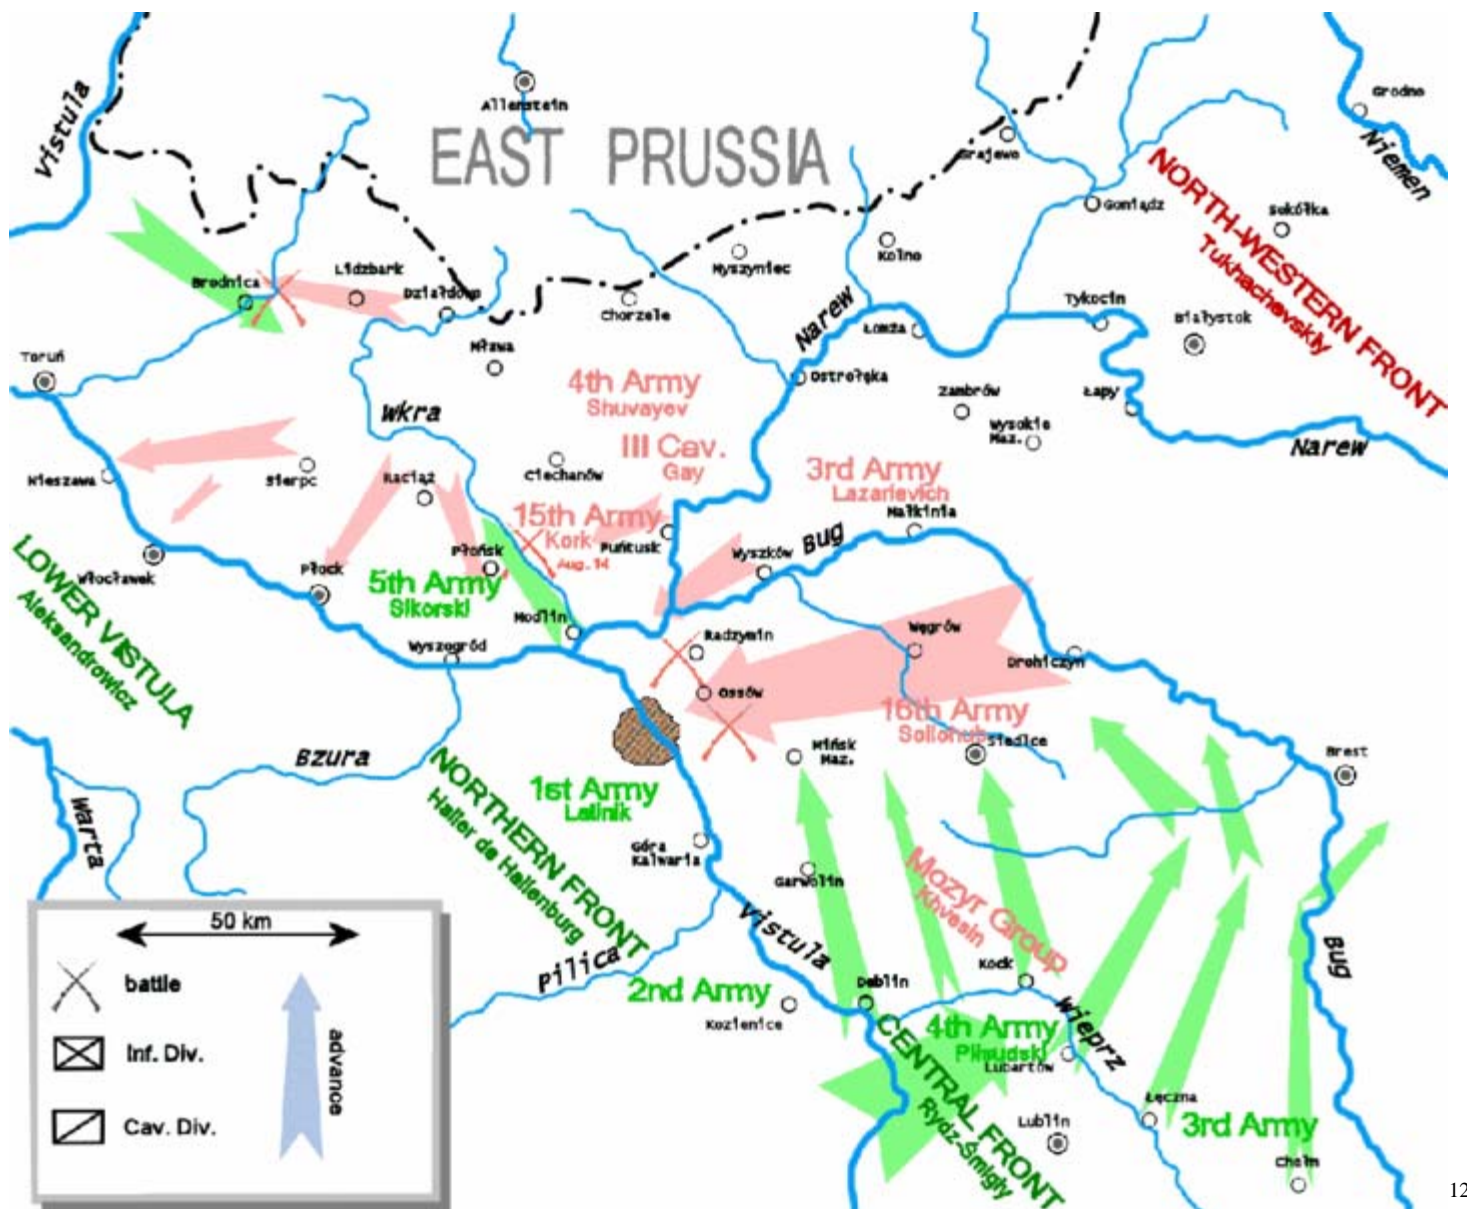 Vistula
Allenstein
EAST PRUSSIA
Grodno
Niemen
Grajewo
Goniądz
Sokółka
NORTH-WESTERN FRONT
Tukhachevskiy
Kolno
Myszyniec
Lidzbark
Brodnica
Działdowo
Chorzele
Narew
Łomża
Tykocin
Białystok
Toruń
Mława
4th Army
Shuvayev
Ostrołęka
Zambrów
Łapy
Wkra
Wysokie
Maz.
Narew
III Cav.
Gay
3rd Army
Lazarievich
Nieszawa
Sierpc
Raciąż
Ciechanów
15th Army
Kork
Aug. 14
Małkinia
Bug
Pułtusk
Wyszków
LOWER VISTULA
Aleksandrowicz
Włocławek
Płock
Płońsk
5th Army
Sikorski
Modlin
Radzymin
Węgrów
Drohiczyn
Wyszogród
Ossów
16th Army
Sollohub
Siedlce
Mińsk
Maz.
Brest
Bzura
NORTHERN FRONT
Haller de Hallenburg
1st Army
Latinik
Warta
Góra
Kalwaria
Garwolin
Mozyr Group
Khvesin
Vistula
Pilica
Kock
Bug
2nd Army
Dęblin
Kozienice
Wieprz
CENTRAL FRONT
Rydz-Śmigły
4th Army
Piłsudski
Lubartów
Łęczna
Lublin
3rd Army
Chełm
50 km
battle
Inf. Div.
Cav. Div.
advance
12